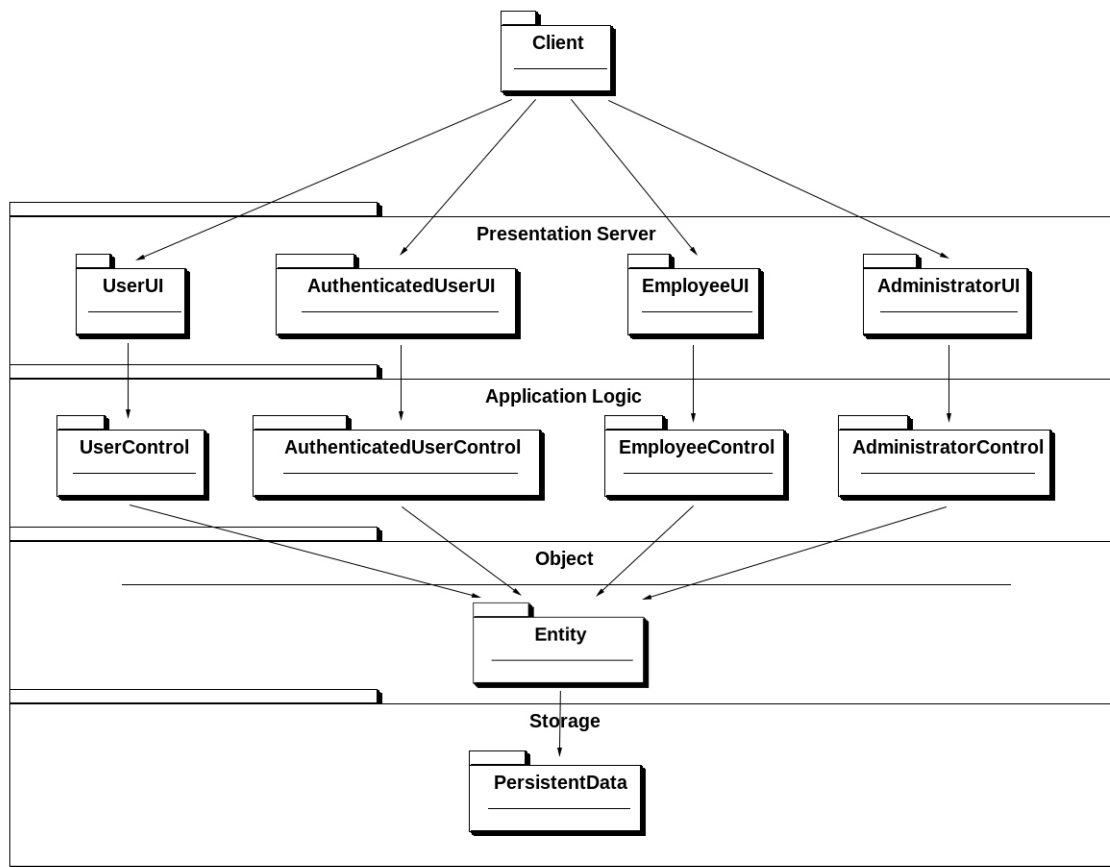 Client
Presentation Server
UserUI
AuthenticatedUserUI
EmployeeUI
AdministratorUI
Application Logic
UserControl
AuthenticatedUserControl
EmployeeControl
AdministratorControl
Object
Entity
Storage
PersistentData